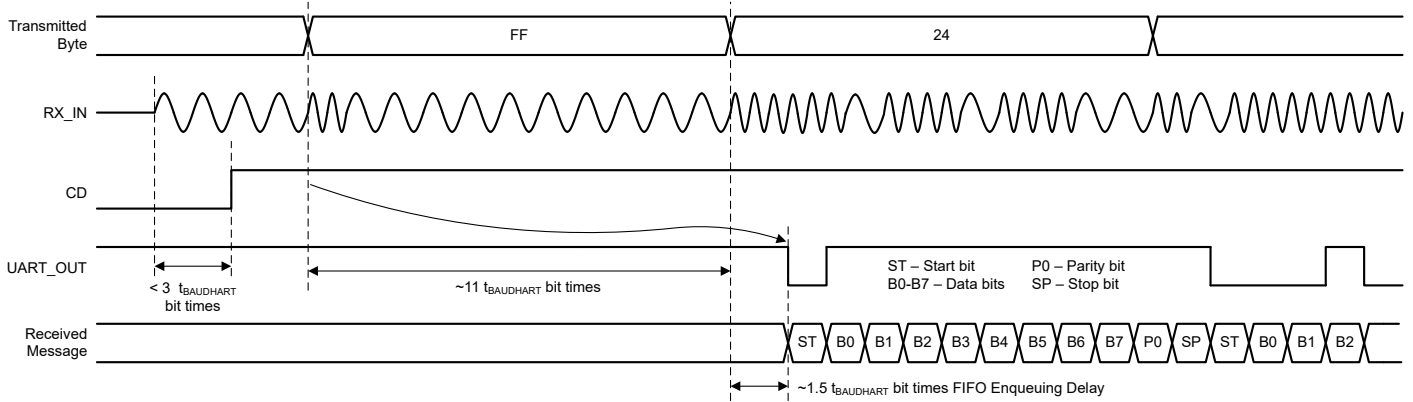 Transmitted
Byte
FF
24
RX_IN
CD
UART_OUT
< 3 tBAUDHART
bit times
~11 tBAUDHART bit times
ST – Start bit
P0 – Parity bit
B0-B7 – Data bits
SP – Stop bit
Received
Message
ST B0 B1 B2 B3 B4 B5 B6 B7 P0 SP ST B0 B1 B2
~1.5 tBAUDHART bit times FIFO Enqueuing Delay